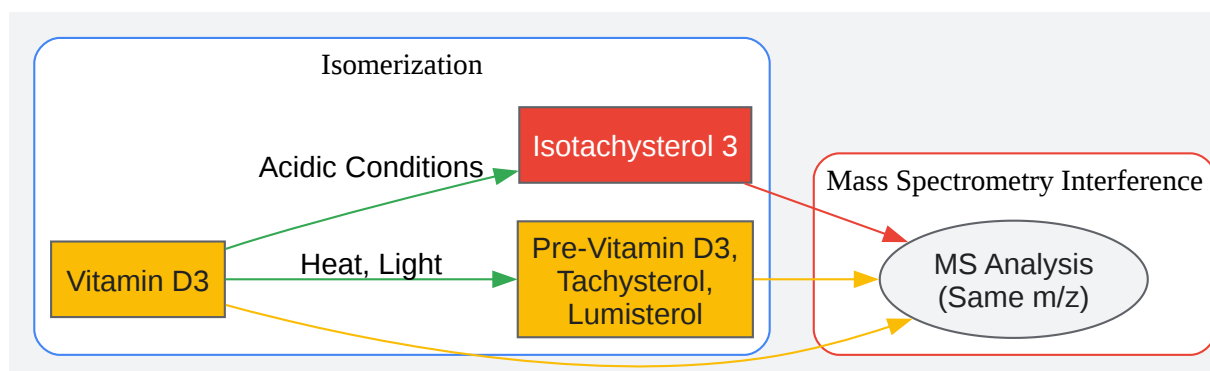 Isomerization
Isotachysterol 3
Acidic Conditions
Mass Spectrometry Interference
Vitamin D3
Heat, Light
Pre-Vitamin D3,
Tachysterol,
Lumisterol
MS Analysis
(Same m/z)